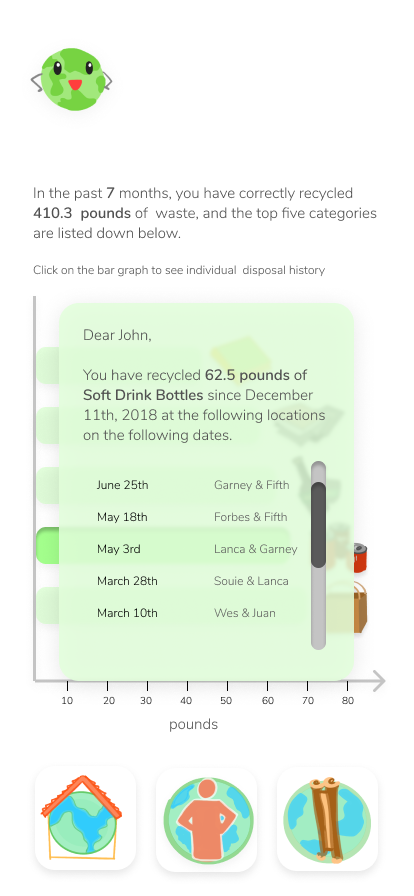 In the past 7 months, you have correctly recycled
410.3 pounds of waste, and the top five categories
are listed down below.
Click on the bar graph to see individual disposal history
Dear John,
You have recycled 62.5 pounds of
Soft Drink Bottles since December
11th, 2018 at the following locations
on the following dates.
June 25th Garney & Fifth
May 18th Forbes & Fifth
May 3rd Lanca & Garney
March 28th Souie & Lanca
March 10th Wes & Juan
10 20 30 40 50 60 70 80
pounds